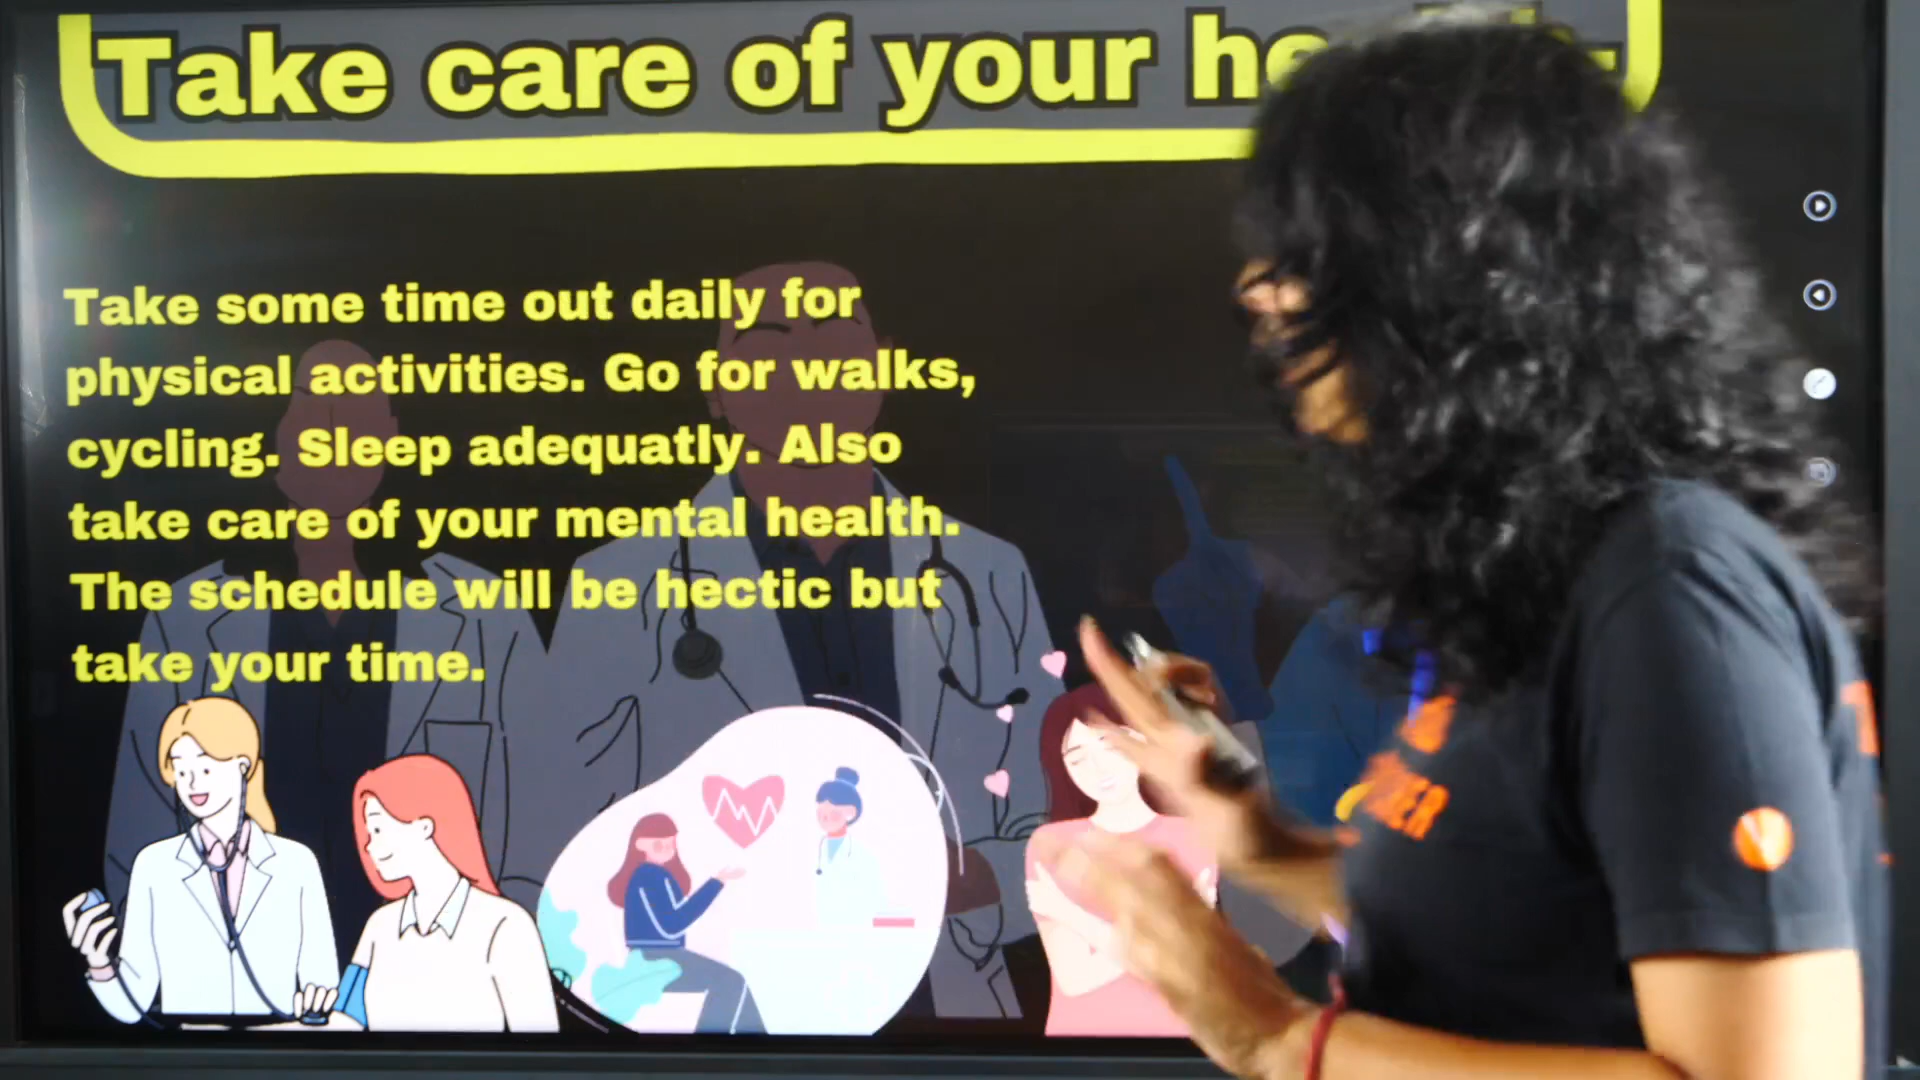 Take care of your
Take some time out daily for
physical activities. Go for walks,
cycling. Sleep adequatly. Also
take care of your mental health.
The schedule will be hectic but
take your time.